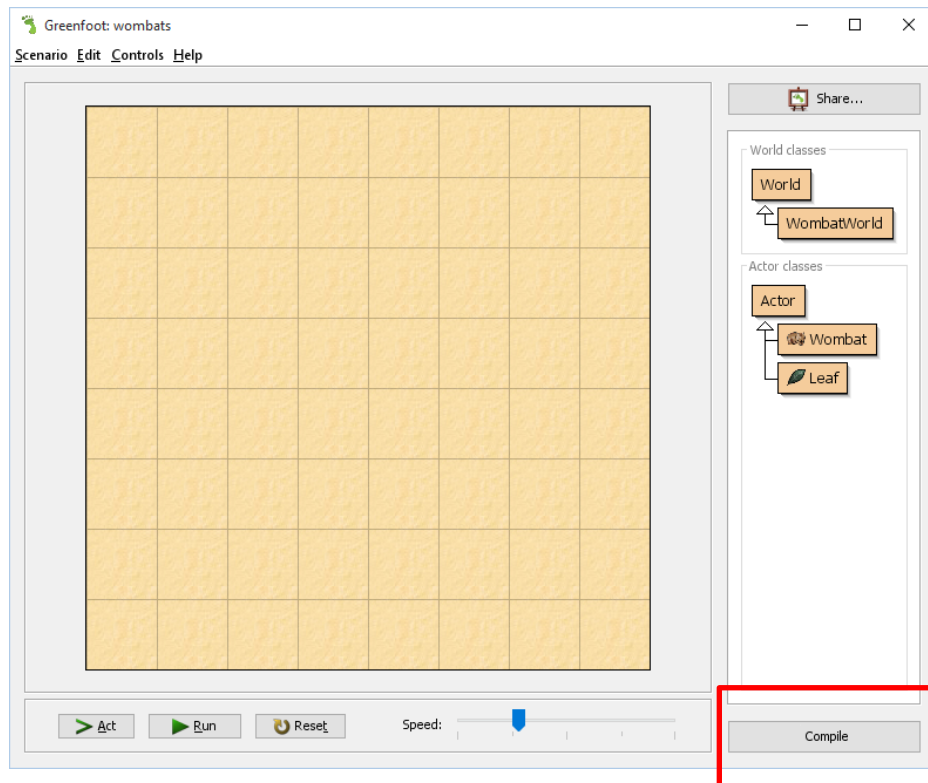 Greenfoot: wombats
Scenario Edit Controls Help
Share...
World classes
World
WombatWorld
Actor classes
Actor
Wombat
Leaf
Act
Run
Reset
Speed:
Compile